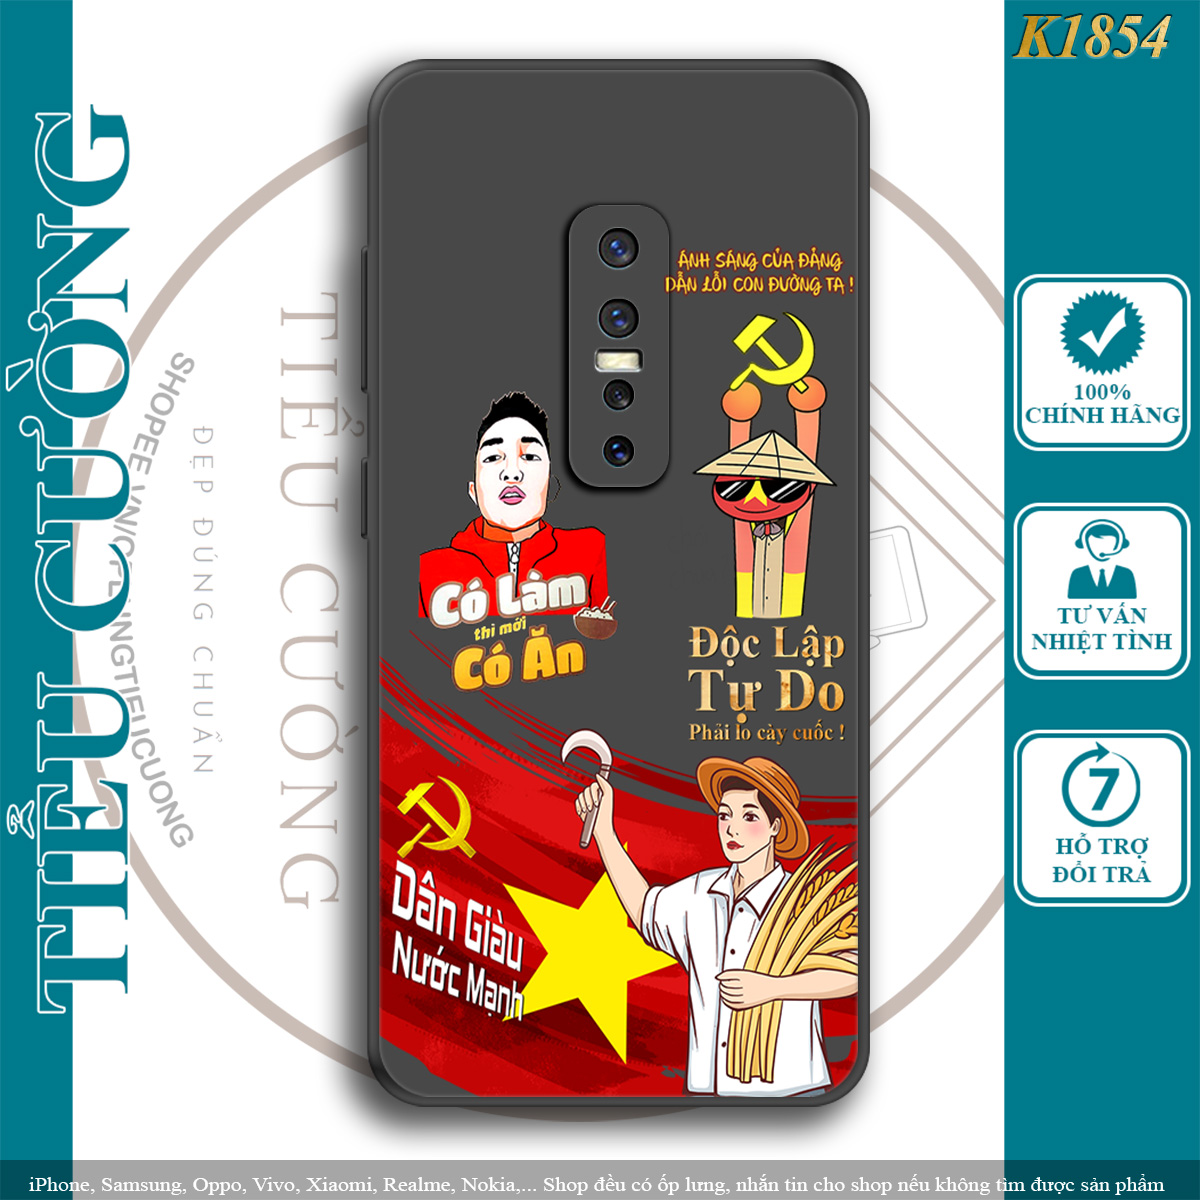 K1854
TIỂU CƯỜNG
TIỂU CƯỜNG
ĐẸP ĐÚNG CHUẨN
ÁNH SÁNG CỦA ĐẢNG
DẪN LỐI CON ĐƯỜNG TA !
Có Làm
thì mới
Có Ăn
Độc Lập
Tự Do
Phải lo cày cuốc !
Dân Giàu
Nước Mạnh
100%
CHÍNH HÃNG
TƯ VẤN
NHIỆT TÌNH
7
HỖ TRỢ
ĐỔI TRẢ
iPhone, Samsung, Oppo, Vivo, Xiaomi, Realme, Nokia,... Shop đều có ốp lưng, nhắn tin cho shop nếu không tìm được sản phẩm